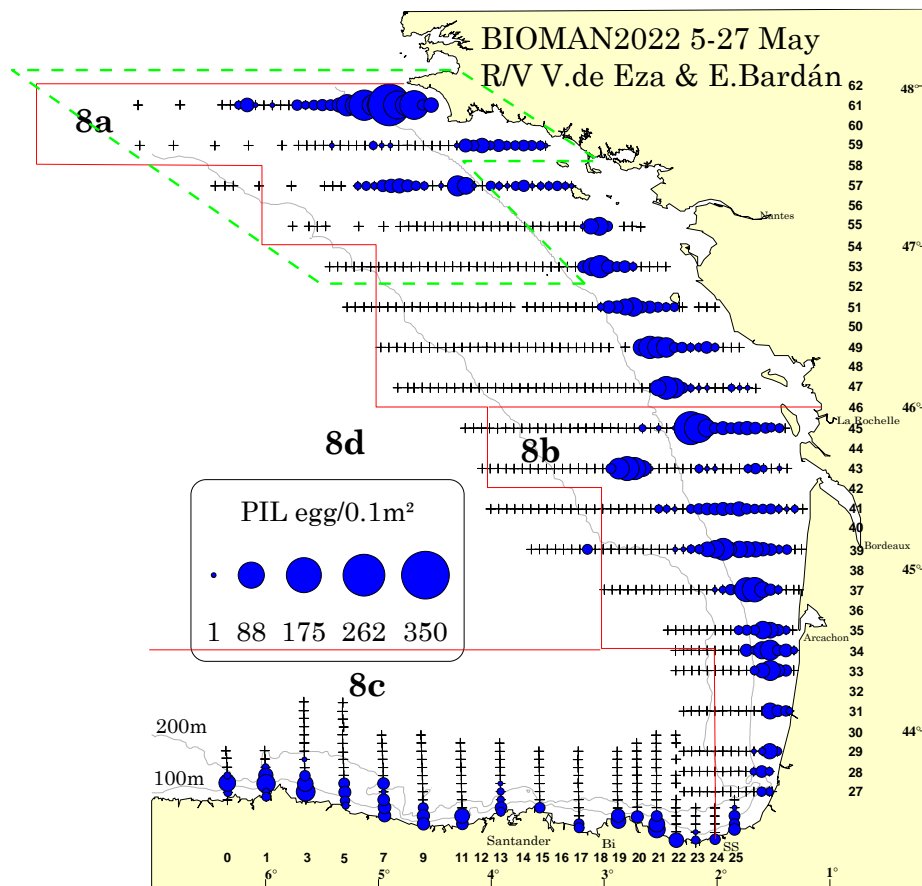 BIOMAN2022 5-27 May
R/V V.de Eza & E.Bardán
62
48°
61
8a
60
59
58
57
56
Nantes
55
54
47°
53
52
51
50
49
48
47
46
46°
La Rochelle
45
8d
8b
44
43
42
41
40
PIL egg/0.1m²
Bordeaux
39
38
45°
37
1 88 175 262 350
36
35
Arcachon
34
33
8c
32
31
200m
30
44°
29
28
100m
27
Santander
Bi
SS
0 1 3 5 7 9 11 12 13 14 15 16 17 18 19 20 21 22 23 24 25
6° 5° 4° 3° 2° 1°